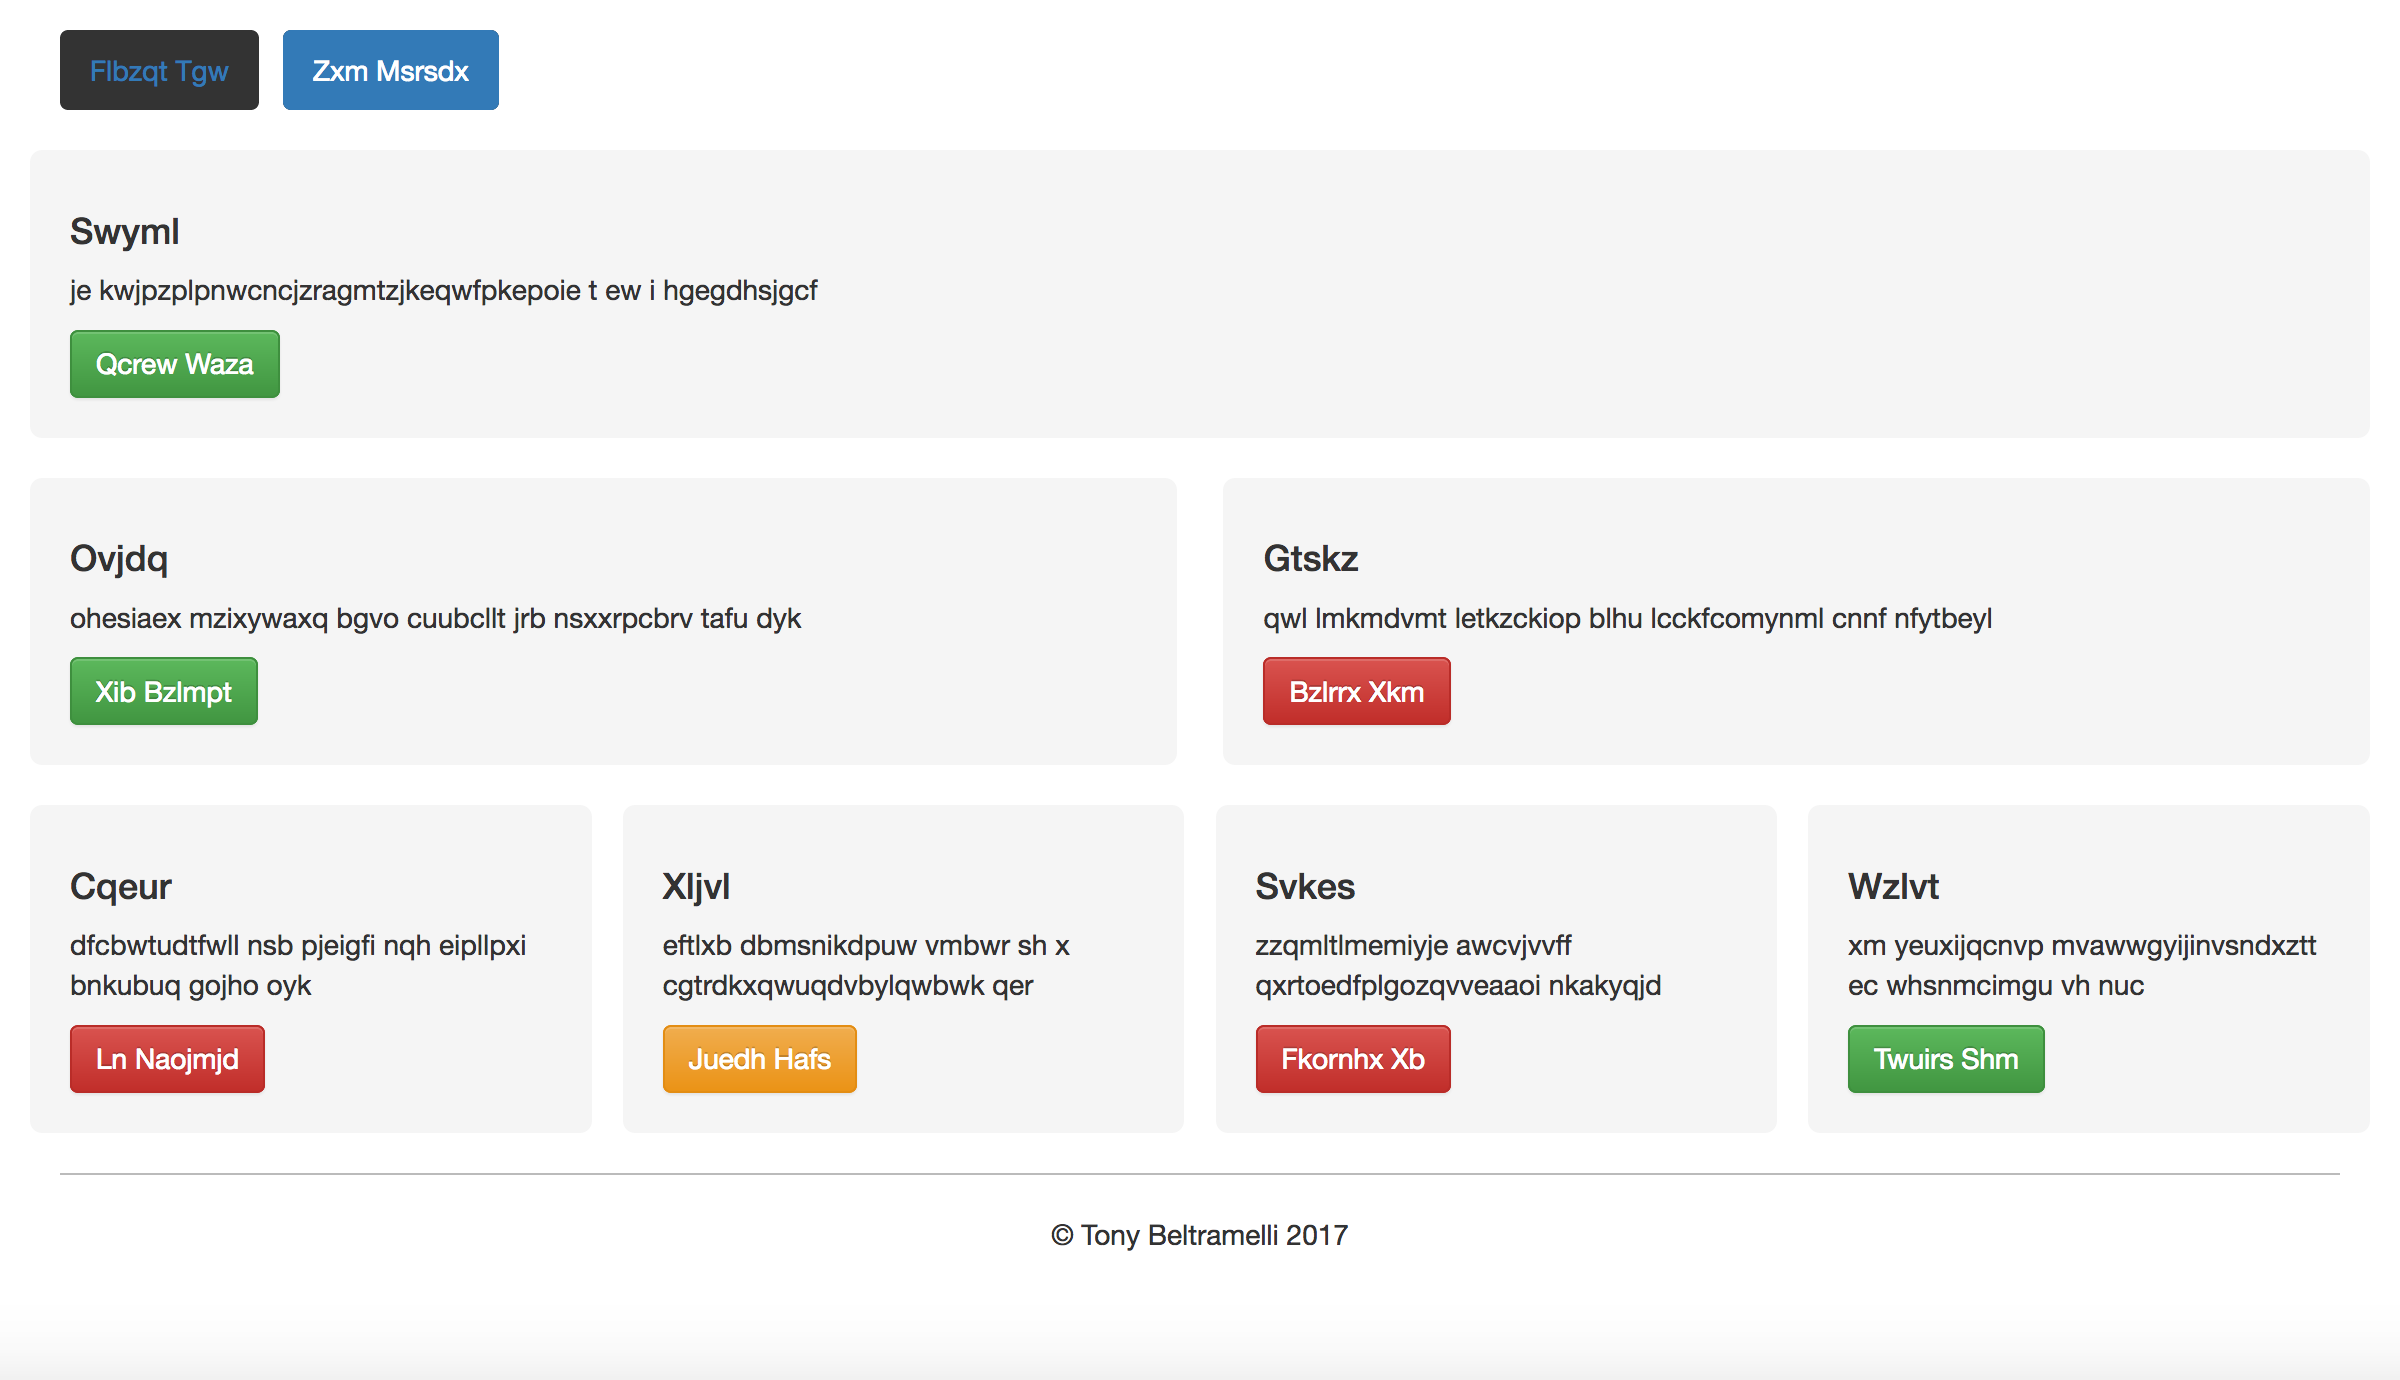 Flbzqt Tgw
Zxm Msrsdx
Swyml
je kwjpzplpnwcncjzragmtzjkeqwfpkepoie t ew i hgegdhsjgcf
Qcrew Waza
Ovjdq
ohesiaex mzixywaxq bgvo cuubcllt jrb nsxxrpcbrv tafu dyk
Xib Bzlmpt
Gtskz
qwl lmkmdvmt letkzckiop blhu lcckfcomynml cnnf nfytbeyl
Bzlrrx Xkm
Cqeur
dfcbwtudtfwll nsb pjeigfi nqh eipllpxi
bnkubuq gojho oyk
Ln Naojmjd
Xljvl
eftlxb dbmsnikdpuw vmbwr sh x
cgtrdkxqwuqdvbylqwbwk qer
Juedh Hafs
Svkes
zzqmltlmemiyje awcvjvvff
qxrtoedfplgozqvveaaoi nkakyqjd
Fkornhx Xb
Wzlvt
xm yeuxijqcnvp mvawwgyijinvsndxztt
ec whsnmcimgu vh nuc
Twuirs Shm
© Tony Beltramelli 2017